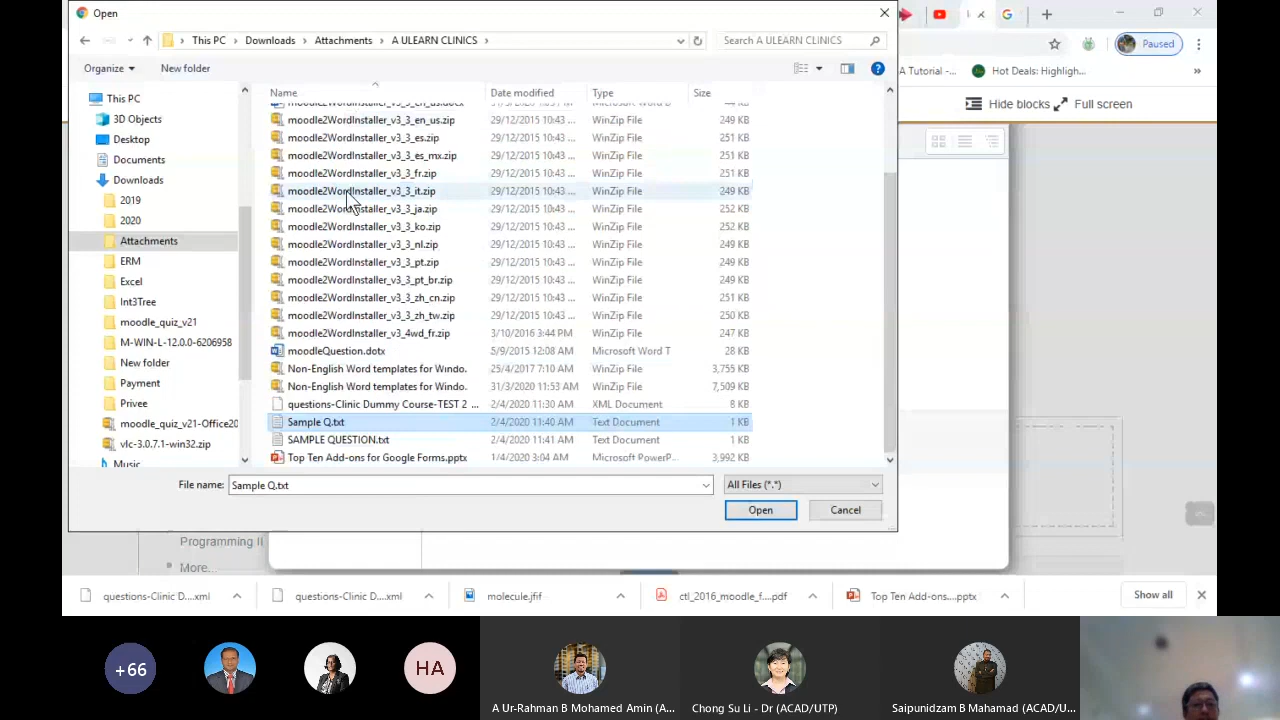 Open
This PC > Downloads > Attachments > A ULEARN CLINICS >
Search A ULEARN CLINICS
Paused
Organize
New folder
A Tutorial -...
Hot Deals: Highligh...
»
Hide blocks
Full screen
Name
Date modified
Type
Size
This PC
3D Objects
Desktop
Documents
Downloads
2019
2020
Attachments
ERM
Excel
Int3Tree
moodle_quiz_v21
M-WIN-L-12.0.0-6206958
New folder
Payment
Privee
moodle_quiz_v21-Office20
vlc-3.0.7.1-win32.zip
Music
moodle2WordInstaller_v3_3_en_us.zip 29/12/2015 10:43 ... WinZip File 249 KB
moodle2WordInstaller_v3_3_es.zip 29/12/2015 10:43 ... WinZip File 251 KB
moodle2WordInstaller_v3_3_es_mx.zip 29/12/2015 10:43 ... WinZip File 251 KB
moodle2WordInstaller_v3_3_fr.zip 29/12/2015 10:43 ... WinZip File 251 KB
moodle2WordInstaller_v3_3_it.zip 29/12/2015 10:43 ... WinZip File 249 KB
moodle2WordInstaller_v3_3_ja.zip 29/12/2015 10:43 ... WinZip File 252 KB
moodle2WordInstaller_v3_3_ko.zip 29/12/2015 10:43 ... WinZip File 252 KB
moodle2WordInstaller_v3_3_nl.zip 29/12/2015 10:43 ... WinZip File 251 KB
moodle2WordInstaller_v3_3_pt.zip 29/12/2015 10:43 ... WinZip File 249 KB
moodle2WordInstaller_v3_3_pt_br.zip 29/12/2015 10:43 ... WinZip File 249 KB
moodle2WordInstaller_v3_3_zh_cn.zip 29/12/2015 10:43 ... WinZip File 251 KB
moodle2WordInstaller_v3_3_zh_tw.zip 29/12/2015 10:43 ... WinZip File 250 KB
moodle2WordInstaller_v3_4wd_fr.zip 3/10/2016 3:44 PM WinZip File 247 KB
moodleQuestion.dotx 5/9/2015 12:08 AM Microsoft Word T 28 KB
Non-English Word templates for Windo. 25/4/2017 7:10 AM WinZip File 3,755 KB
Non-English Word templates for Windo. 31/3/2020 11:53 AM WinZip File 7,509 KB
questions-Clinic Dummy Course-TEST 2 ... 2/4/2020 11:30 AM XML Document 8 KB
Sample Q.txt 2/4/2020 11:40 AM Text Document 1 KB
SAMPLE QUESTION.txt 2/4/2020 11:41 AM Text Document 1 KB
Top Ten Add-ons for Google Forms.pptx 1/4/2020 3:04 AM Microsoft PowerP... 3,992 KB
File name: Sample Q.txt
All Files (*.*)
Open
Cancel
Programming II
More...
questions-Clinic D....xml
questions-Clinic D....xml
molecule.jfif
ctl_2016_moodle_f....pdf
Top Ten Add-ons....pptx
Show all
+66
HA
A Ur-Rahman B Mohamed Amin (A...
Chong Su Li - Dr (ACAD/UTP)
Saipunidzam B Mahamad (ACAD/U...